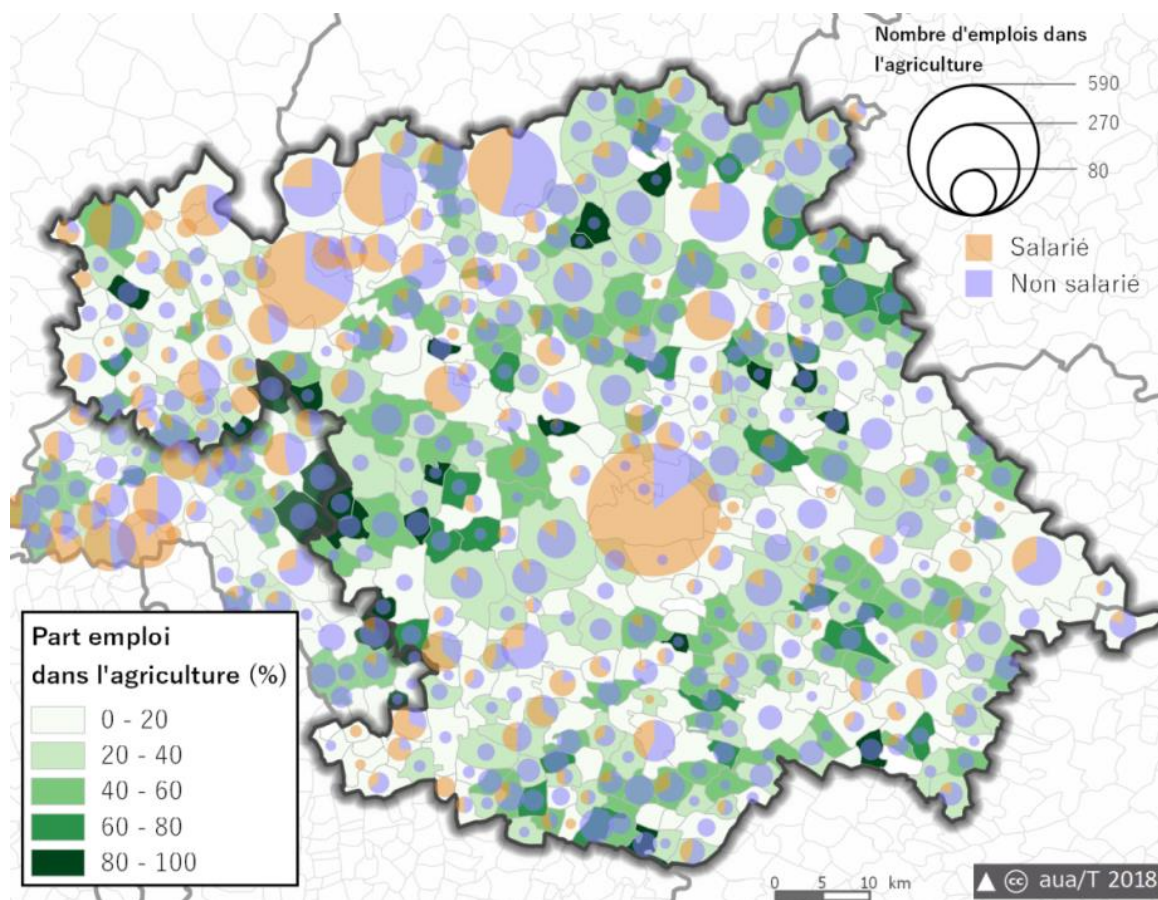 Nombre d'emplois dans
l'agriculture
590
270
80
Salarié
Non salarié
Part emploi
dans l'agriculture (%)
0 - 20
20 - 40
40 - 60
60 - 80
80 - 100
0 5 10 km
▲ cc aua/T 2018